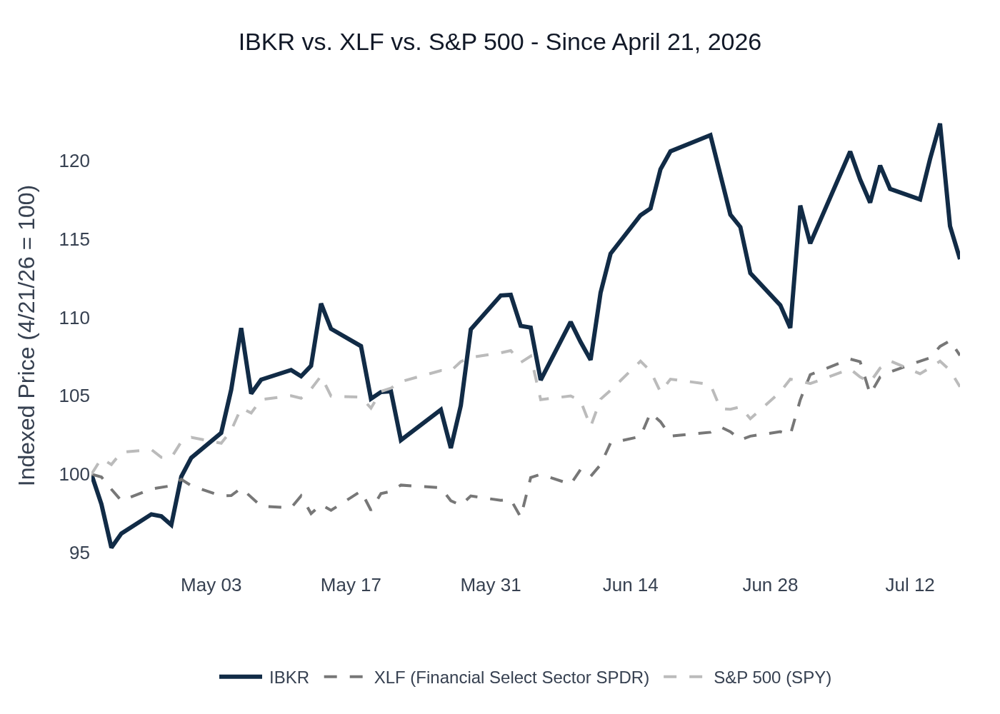 IBKR vs. XLF vs. S&P 500 - Since April 21, 2026
Indexed Price (4/21/26 = 100)
120
115
110
105
100
95
May 03
May 17
May 31
Jun 14
Jun 28
Jul 12
IBKR
XLF (Financial Select Sector SPDR)
S&P 500 (SPY)